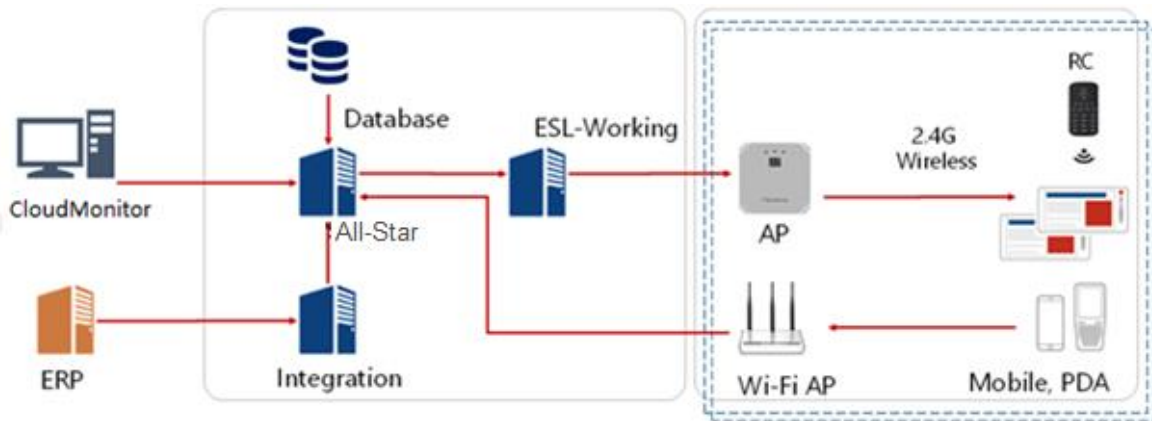 RC
Database
ESL-Working
2.4G
Wireless
CloudMonitor
All-Star
AP
ERP
Integration
Wi-Fi AP
Mobile, PDA